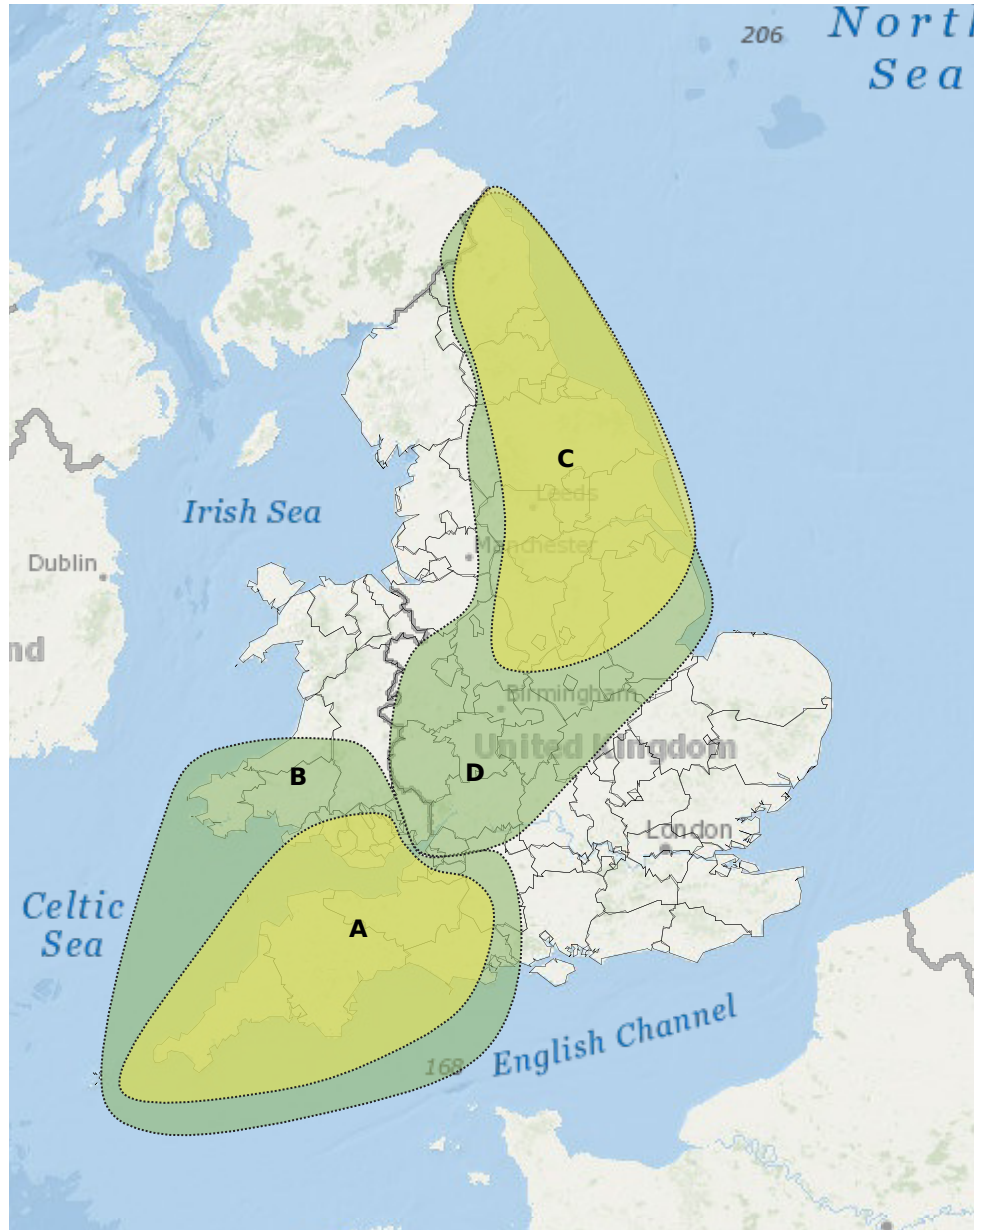 206
North
Sea
C
Leeds
Irish Sea
Manchester
Dublin
nd
Birmingham
United Kingdom
B
D
London
Celtic
Sea
A
English Channel
168